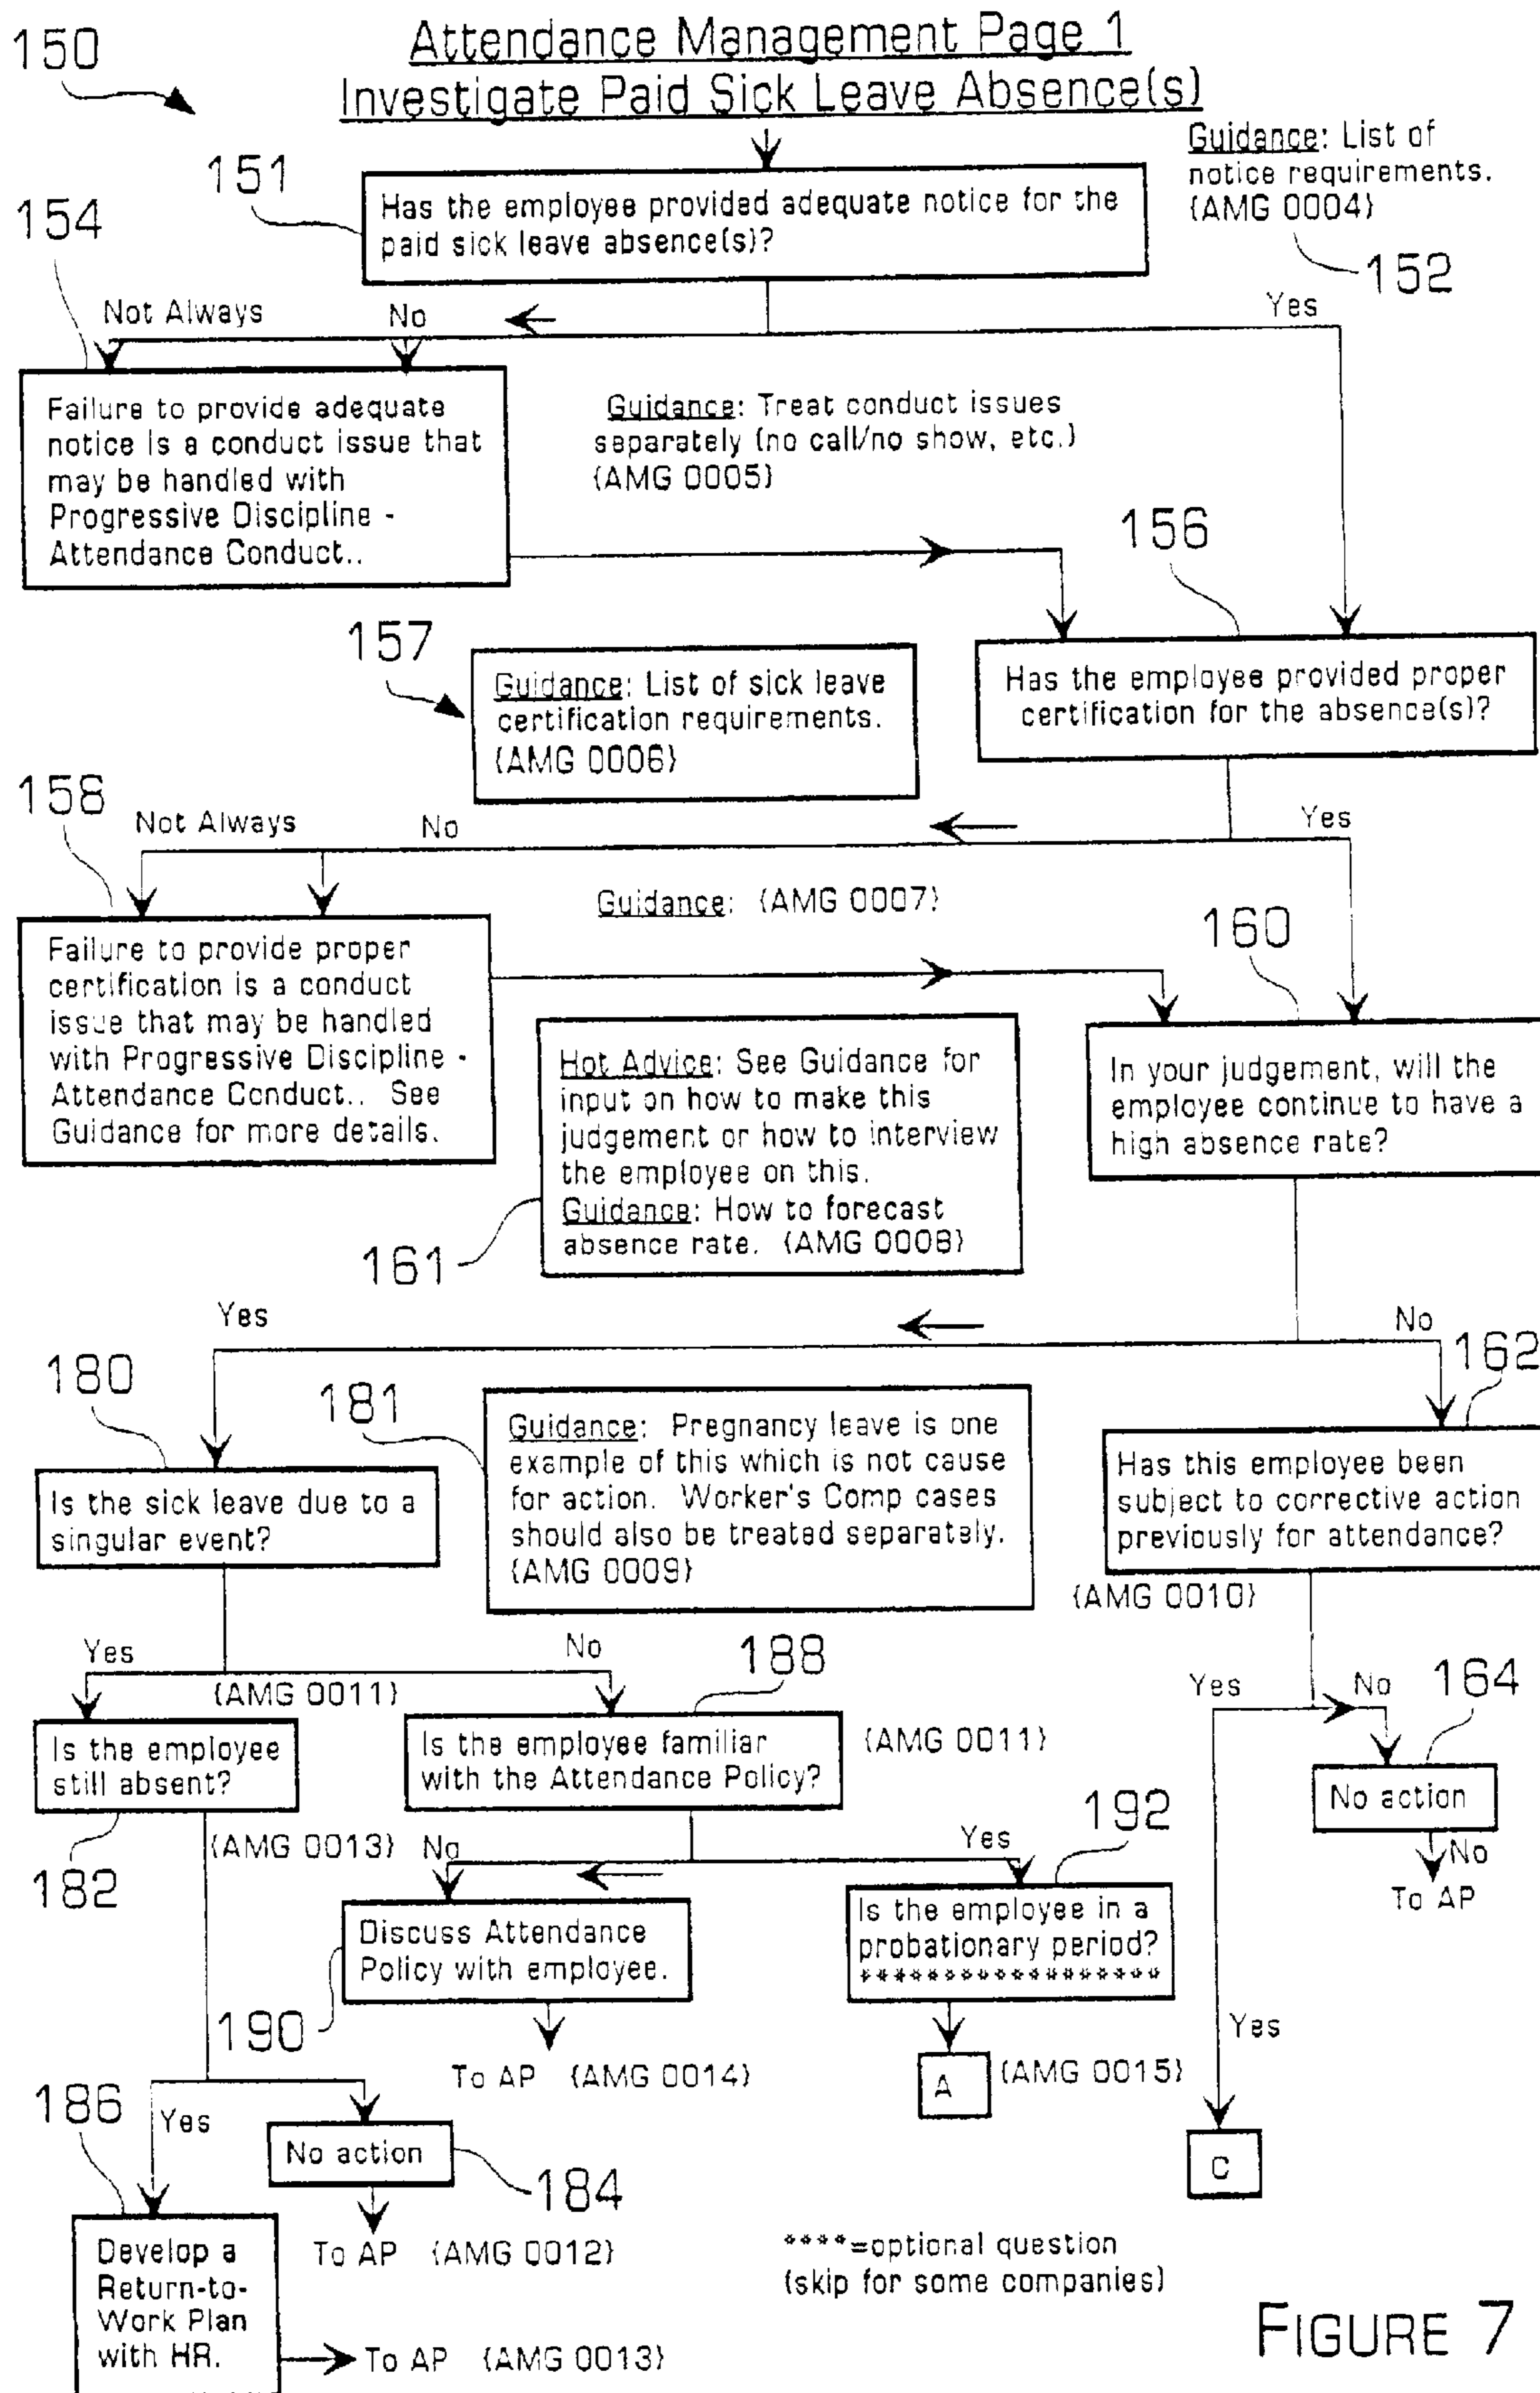 Attendance Management Page 1
150
Investigate Paid Sick Leave Absence(s)
Guidance: List of
notice requirements.
{AMG 0004}
152
151
Has the employee provided adequate notice for the
paid sick leave absence(s)?
154
Not Always
No
Yes
Failure to provide adequate
notice is a conduct issue that
may be handled with
Progressive Discipline -
Attendance Conduct..
Guidance: Treat conduct issues
separately (no call/no show, etc.)
{AMG 0005}
156
157
Guidance: List of sick leave
certification requirements.
{AMG 0006}
Has the employee provided proper
certification for the absence(s)?
158
Not Always
No
Yes
Guidance: {AMG 0007}
160
Failure to provide proper
certification is a conduct
issue that may be handled
with Progressive Discipline -
Attendance Conduct.. See
Guidance for more details.
Hot Advice: See Guidance for
input on how to make this
judgement or how to interview
the employee on this.
Guidance: How to forecast
absence rate. {AMG 0008}
161
In your judgement, will the
employee continue to have a
high absence rate?
Yes
No
180
181
162
Guidance: Pregnancy leave is one
example of this which is not cause
for action. Worker's Comp cases
should also be treated separately.
{AMG 0009}
Is the sick leave due to a
singular event?
Has this employee been
subject to corrective action
previously for attendance?
{AMG 0010}
Yes
No
188
{AMG 0011}
Yes
No
164
Is the employee
still absent?
182
Is the employee familiar
with the Attendance Policy?
{AMG 0011}
No action
No
To AP
{AMG 0013}
No
Yes
192
Discuss Attendance
Policy with employee.
190
Is the employee in a
probationary period?
******************
To AP {AMG 0014}
A
{AMG 0015}
Yes
C
186
Yes
No action
184
To AP {AMG 0012}
Develop a
Return-to-
Work Plan
with HR.
To AP {AMG 0013}
****=optional question
(skip for some companies)
FIGURE 7